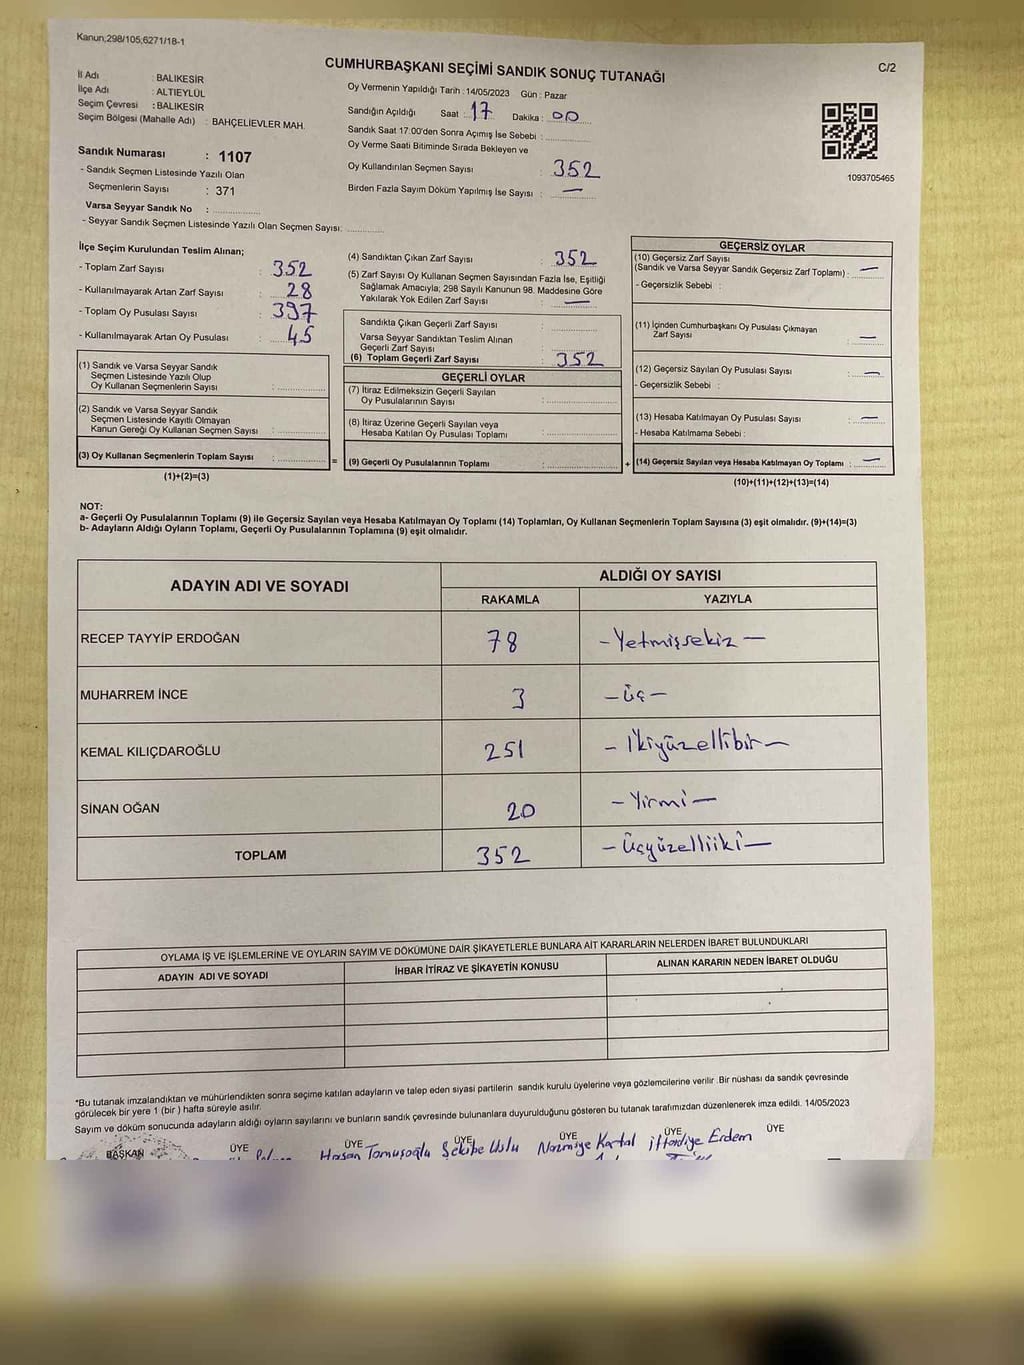 Kanun;298/105;6271/18-1
CUMHURBAŞKANI SEÇİMİ SANDIK SONUÇ TUTANAĞI
C/2
İl Adı : BALIKESİR
İlçe Adı : ALTIEYLÜL
Seçim Çevresi : BALIKESİR
Seçim Bölgesi (Mahalle Adı) : BAHÇELİEVLER MAH.
Sandık Numarası : 1107
- Sandık Seçmen Listesinde Yazılı Olan
Seçmenlerin Sayısı : 371
Varsa Seyyar Sandık No :
- Seyyar Sandık Seçmen Listesinde Yazılı Olan Seçmen Sayısı:
Oy Vermenin Yapıldığı Tarih : 14/05/2023 Gün : Pazar
Sandığın Açıldığı Saat : 17 Dakika : 00
Sandık Saat 17.00'den Sonra Açımış İse Sebebi :
Oy Verme Saati Bitiminde Sırada Bekleyen ve
Oy Kullandırılan Seçmen Sayısı : 352
Birden Fazla Sayım Döküm Yapılmış İse Sayısı : —
1093705465
İlçe Seçim Kurulundan Teslim Alınan;
- Toplam Zarf Sayısı : 352
- Kullanılmayarak Artan Zarf Sayısı : 28
- Toplam Oy Pusulası Sayısı : 397
- Kullanılmayarak Artan Oy Pusulası : 45
(1) Sandık ve Varsa Seyyar Sandık
Seçmen Listesinde Yazılı Olup
Oy Kullanan Seçmenlerin Sayısı :
(2) Sandık ve Varsa Seyyar Sandık
Seçmen Listesinde Kayıtlı Olmayan
Kanun Gereği Oy Kullanan Seçmen Sayısı :
(3) Oy Kullanan Seçmenlerin Toplam Sayısı :
(1)+(2)=(3)
(4) Sandıktan Çıkan Zarf Sayısı : 352
(5) Zarf Sayısı Oy Kullanan Seçmen Sayısından Fazla İse, Eşitliği
Sağlamak Amacıyla; 298 Sayılı Kanunun 98. Maddesine Göre
Yakılarak Yok Edilen Zarf Sayısı : —
Sandıkta Çıkan Geçerli Zarf Sayısı :
Varsa Seyyar Sandıktan Teslim Alınan
Geçerli Zarf Sayısı :
(6) Toplam Geçerli Zarf Sayısı : 352
GEÇERLİ OYLAR
(7) İtiraz Edilmeksizin Geçerli Sayılan
Oy Pusulalarının Sayısı :
(8) İtiraz Üzerine Geçerli Sayılan veya
Hesaba Katılan Oy Pusulası Toplamı :
= (9) Geçerli Oy Pusulalarının Toplamı :
GEÇERSİZ OYLAR
(10) Geçersiz Zarf Sayısı
(Sandık ve Varsa Seyyar Sandık Geçersiz Zarf Toplamı) : —
- Geçersizlik Sebebi :
(11) İçinden Cumhurbaşkanı Oy Pusulası Çıkmayan
Zarf Sayısı : —
(12) Geçersiz Sayılan Oy Pusulası Sayısı : —
- Geçersizlik Sebebi :
(13) Hesaba Katılmayan Oy Pusulası Sayısı : —
- Hesaba Katılmama Sebebi :
+ (14) Geçersiz Sayılan veya Hesaba Katılmayan Oy Toplamı : —
(10)+(11)+(12)+(13)=(14)
NOT:
a- Geçerli Oy Pusulalarının Toplamı (9) ile Geçersiz Sayılan veya Hesaba Katılmayan Oy Toplamı (14) Toplamları, Oy Kullanan Seçmenlerin Toplam Sayısına (3) eşit olmalıdır. (9)+(14)=(3)
b- Adayların Aldığı Oyların Toplamı, Geçerli Oy Pusulalarının Toplamına (9) eşit olmalıdır.
ADAYIN ADI VE SOYADI
ALDIĞI OY SAYISI
RAKAMLA YAZIYLA
RECEP TAYYİP ERDOĞAN 78 - Yetmişsekiz -
MUHARREM İNCE 3 - üç -
KEMAL KILIÇDAROĞLU 251 - İkiyüzellibir -
SİNAN OĞAN 20 - Yirmi -
TOPLAM 352 - Üçyüzelliiki -
OYLAMA İŞ VE İŞLEMLERİNE VE OYLARIN SAYIM VE DÖKÜMÜNE DAİR ŞİKAYETLERLE BUNLARA AİT KARARLARIN NELERDEN İBARET BULUNDUKLARI
ADAYIN ADI VE SOYADI İHBAR İTİRAZ VE ŞİKAYETİN KONUSU ALINAN KARARIN NEDEN İBARET OLDUĞU
*Bu tutanak imzalandıktan ve mühürlendikten sonra seçime katılan adayların ve talep eden siyasi partilerin sandık kurulu üyelerine veya gözlemcilerine verilir .Bir nüshası da sandık çevresinde
görülecek bir yere 1 (bir ) hafta süreyle asılır.
Sayım ve döküm sonucunda adayların aldığı oyların sayılarını ve bunların sandık çevresinde bulunanlara duyurulduğunu gösteren bu tutanak tarafımızdan düzenlenerek imza edildi. 14/05/2023
BAŞKAN ÜYE ÜYE ÜYE ÜYE ÜYE ÜYE
Hasan Tomuşoğlu Şekibe Uslu Nazmiye Kartal Erdem